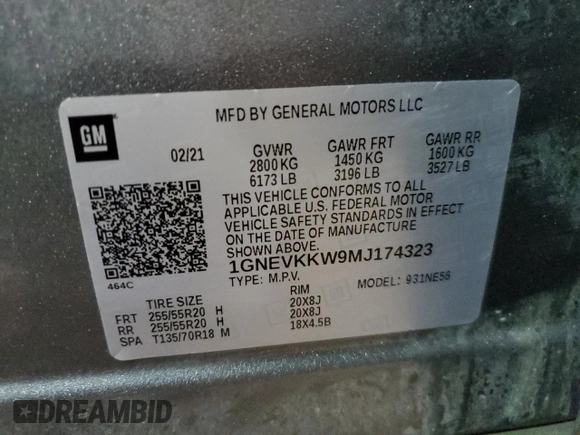 MFD BY GENERAL MOTORS LLC
GM
02/21 GVWR GAWR FRT GAWR RR
2800 KG 1450 KG 1600 KG
6173 LB 3196 LB 3527 LB
THIS VEHICLE CONFORMS TO ALL
APPLICABLE U.S. FEDERAL MOTOR
VEHICLE SAFETY STANDARDS IN EFFECT
ON THE DATE OF MANUFACTURE
SHOWN ABOVE.
1GNEVKKW9MJ174323
464C
TYPE: M.P.V. MODEL: 931NE56
TIRE SIZE RIM
FRT 255/55R20 H 20X8J
RR 255/55R20 H 20X8J
SPA T135/70R18 M 18X4.5B
DREAMBID